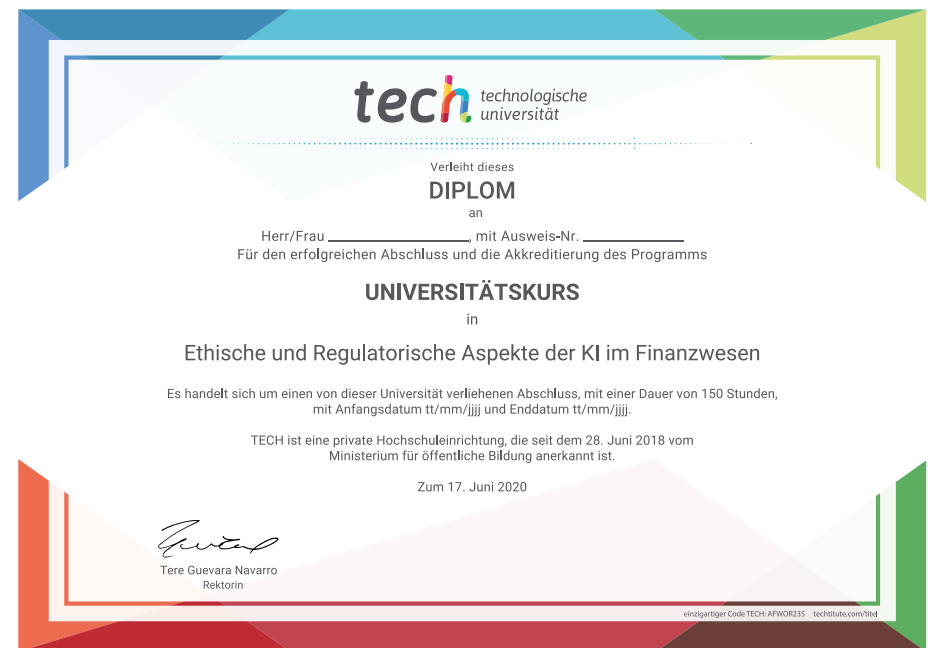 tech technologische
universität
Verleiht dieses
DIPLOM
an
Herr/Frau ____________________, mit Ausweis-Nr. ______________
Für den erfolgreichen Abschluss und die Akkreditierung des Programms
UNIVERSITÄTSKURS
in
Ethische und Regulatorische Aspekte der KI im Finanzwesen
Es handelt sich um einen von dieser Universität verliehenen Abschluss, mit einer Dauer von 150 Stunden,
mit Anfangsdatum tt/mm/jjjj und Enddatum tt/mm/jjjj.
TECH ist eine private Hochschuleinrichtung, die seit dem 28. Juni 2018 vom
Ministerium für öffentliche Bildung anerkannt ist.
Zum 17. Juni 2020
Tere Guevara Navarro
Rektorin
einzigartiger Code TECH: AFWOR23S techtitute.com/titel